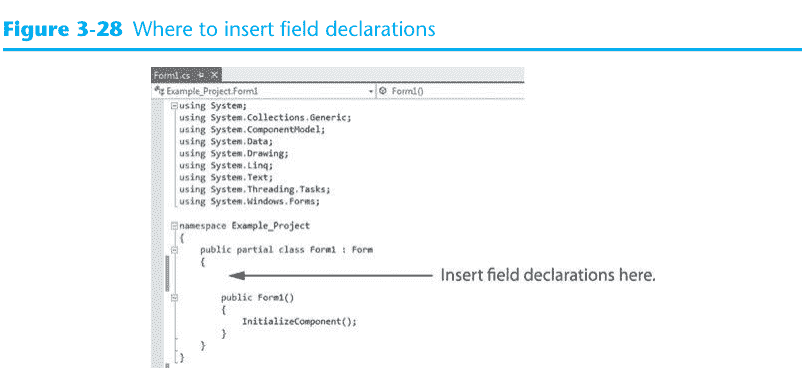 Figure 3-28 Where to insert field declarations
Form1.cs
Example_Project.Form1 Form1()
using System;
using System.Collections.Generic;
using System.ComponentModel;
using System.Data;
using System.Drawing;
using System.Linq;
using System.Text;
using System.Threading.Tasks;
using System.Windows.Forms;
namespace Example_Project
{
public partial class Form1 : Form
{
Insert field declarations here.
public Form1()
{
InitializeComponent();
}
}
}